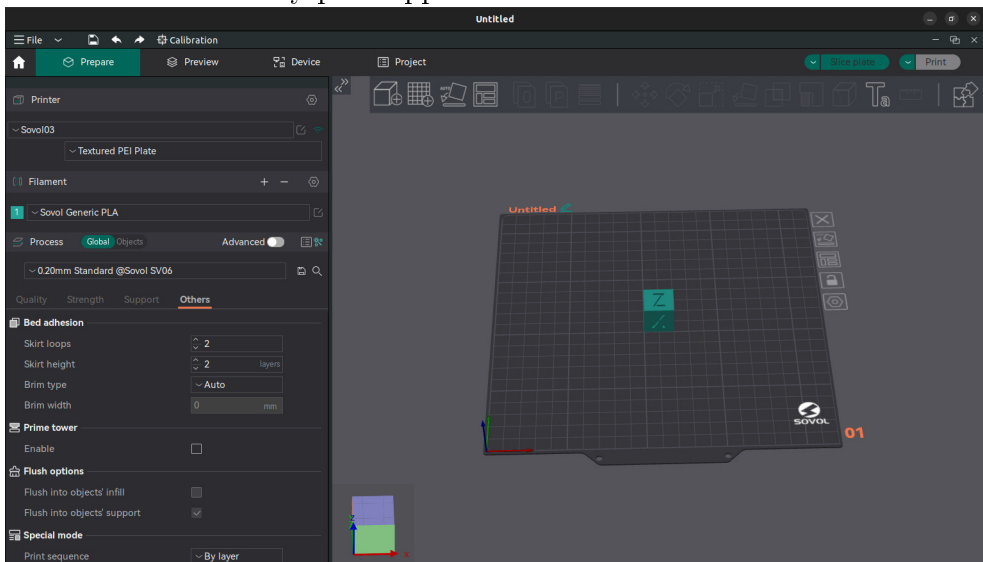 Untitled
File
Calibration
Prepare
Preview
Device
Project
Slice plate
Print
Printer
AUTO
Sovol03
Textured PEI Plate
Filament
1 Sovol Generic PLA
Process Global Objects Advanced
0.20mm Standard @Sovol SV06
Quality Strength Support Others
Bed adhesion
Skirt loops 2
Skirt height 2 layers
Brim type Auto
Brim width 0 mm
Prime tower
Enable
Flush options
Flush into objects' infill
Flush into objects' support
Special mode
Print sequence By layer
Untitled
SOVOL
01
Z
x